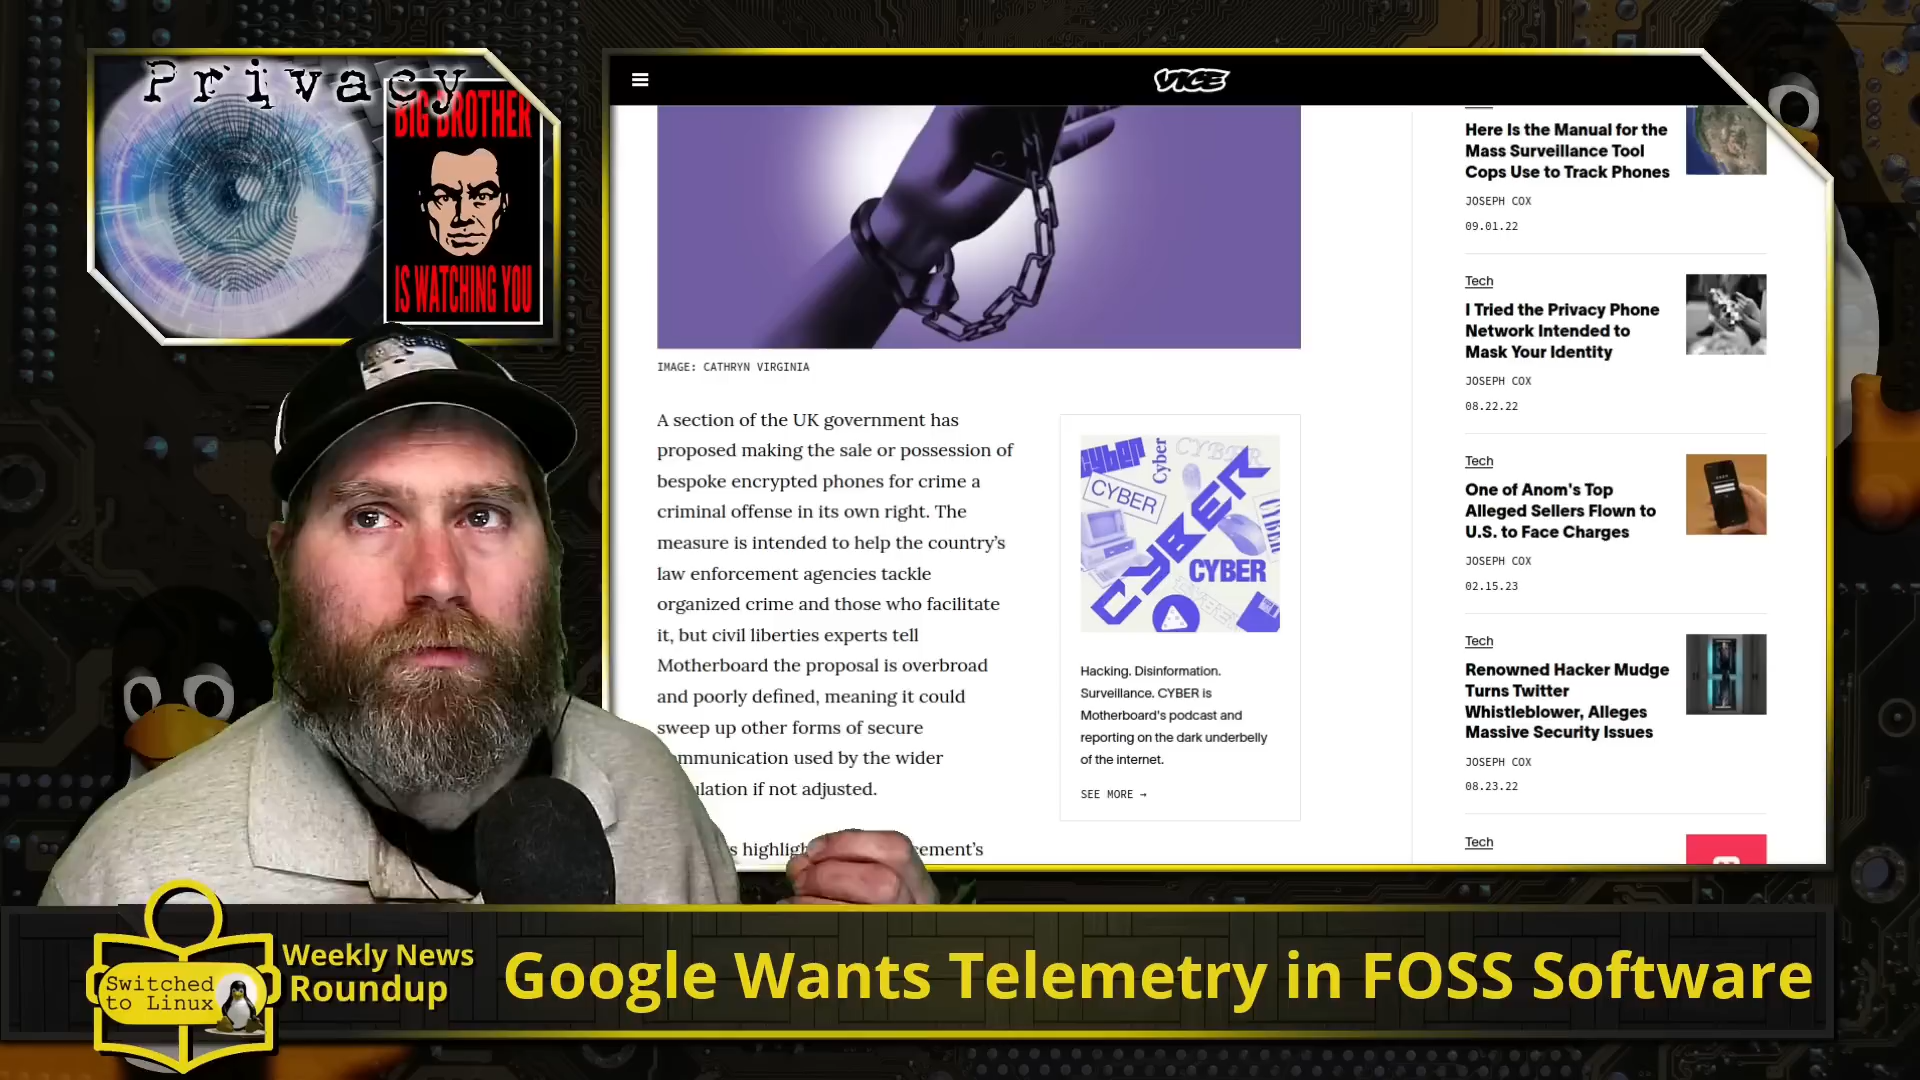 Privacy
BIG BROTHER
IS WATCHING YOU
VICE
IMAGE: CATHRYN VIRGINIA
A section of the UK government has
proposed making the sale or possession of
bespoke encrypted phones for crime a
criminal offense in its own right. The
measure is intended to help the country’s
law enforcement agencies tackle
organized crime and those who facilitate
it, but civil liberties experts tell
Motherboard the proposal is overbroad
and poorly defined, meaning it could
sweep up other forms of secure
mmunication used by the wider
ulation if not adjusted.
s highligh cement’s
cyber
Cyber
CYBER
CYBER
CYBER
CYBER
CYBER
Hacking. Disinformation.
Surveillance. CYBER is
Motherboard's podcast and
reporting on the dark underbelly
of the internet.
SEE MORE →
Here Is the Manual for the
Mass Surveillance Tool
Cops Use to Track Phones
JOSEPH COX
09.01.22
Tech
I Tried the Privacy Phone
Network Intended to
Mask Your Identity
JOSEPH COX
08.22.22
Tech
One of Anom's Top
Alleged Sellers Flown to
U.S. to Face Charges
JOSEPH COX
02.15.23
Tech
Renowned Hacker Mudge
Turns Twitter
Whistleblower, Alleges
Massive Security Issues
JOSEPH COX
08.23.22
Tech
Switched
to Linux
Weekly News
Roundup
Google Wants Telemetry in FOSS Software